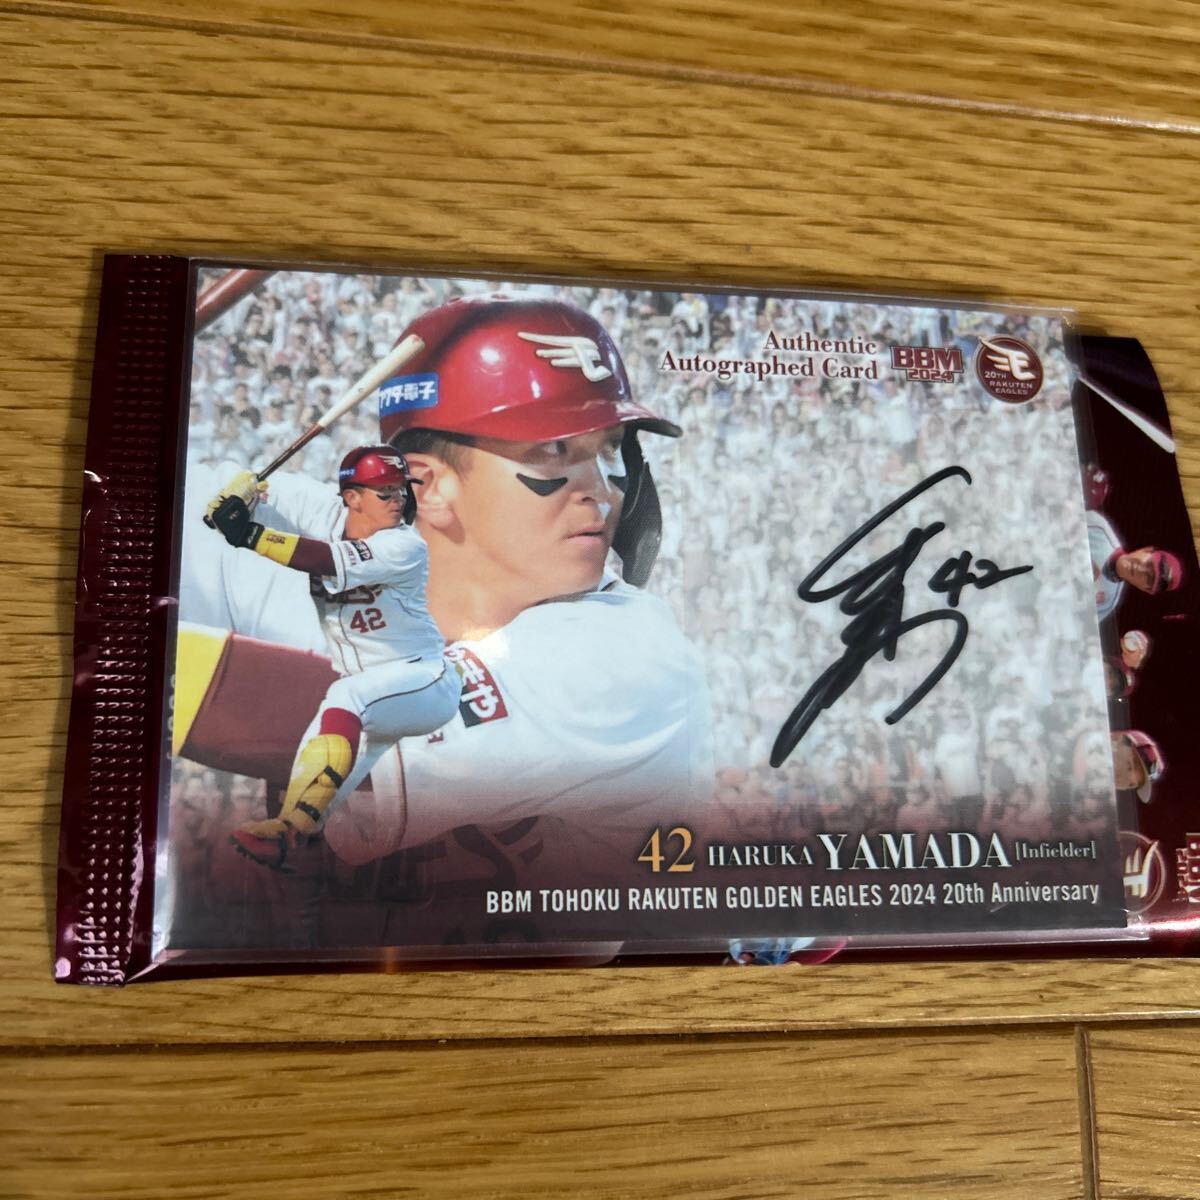 Authentic
Autographed Card
BBM
2024
20TH
RAKUTEN
EAGLES
42
42
42 HARUKA YAMADA [Infielder]
BBM TOHOKU RAKUTEN GOLDEN EAGLES 2024 20th Anniversary